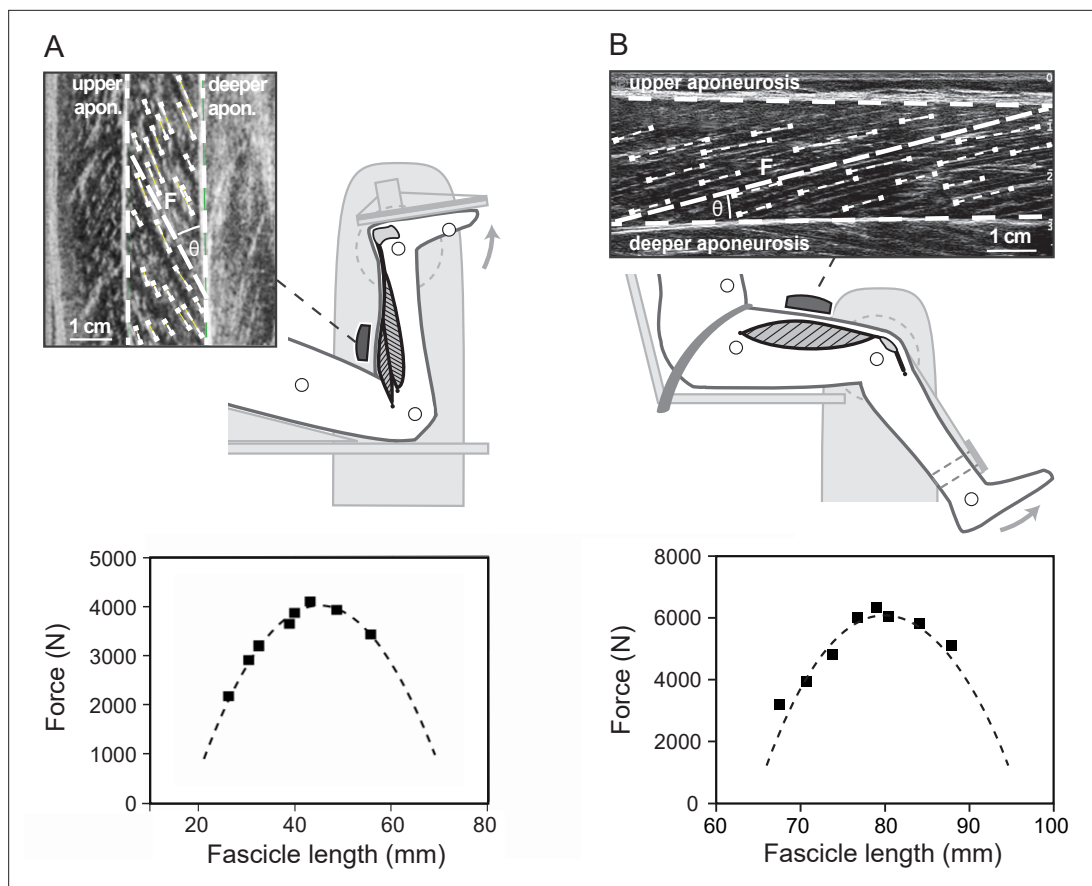 A
upper
apon.
deeper
apon.
F
θ
1 cm
B
upper aponeurosis
0
1
2
3
F
θ
deeper aponeurosis
1 cm
5000
4000
3000
2000
1000
0
20
40
60
80
Force (N)
Fascicle length (mm)
8000
6000
4000
2000
0
60
70
80
90
100
Force (N)
Fascicle length (mm)